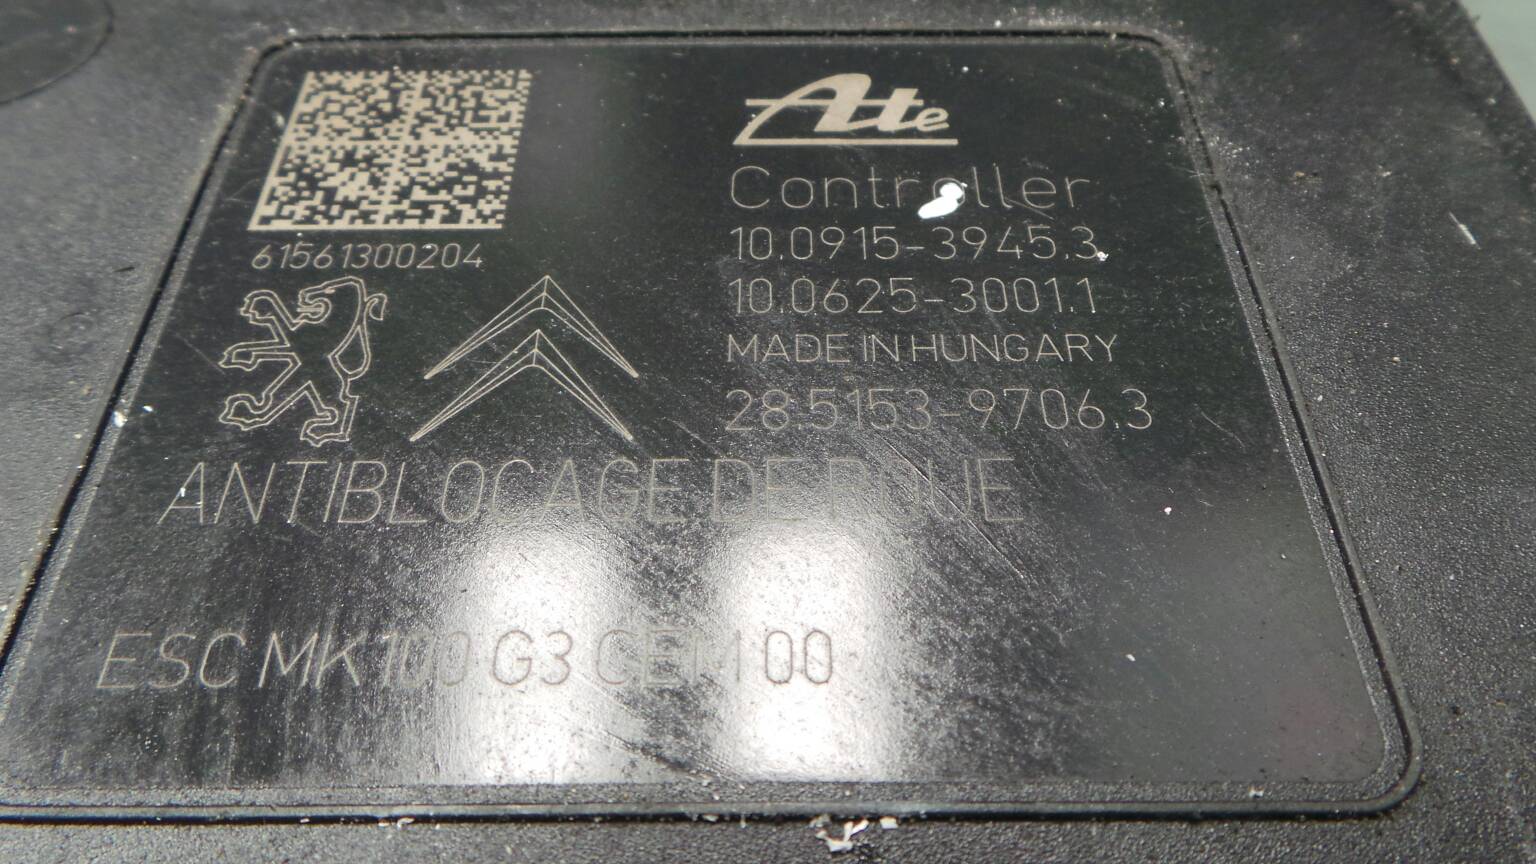 Ate
Controller
10.0915-3945.3
10.0625-3001.1
MADE IN HUNGARY
28.5153-9706.3
61561300204
ANTIBLOCAGE DE ROUE
ESC MK100 G3 00